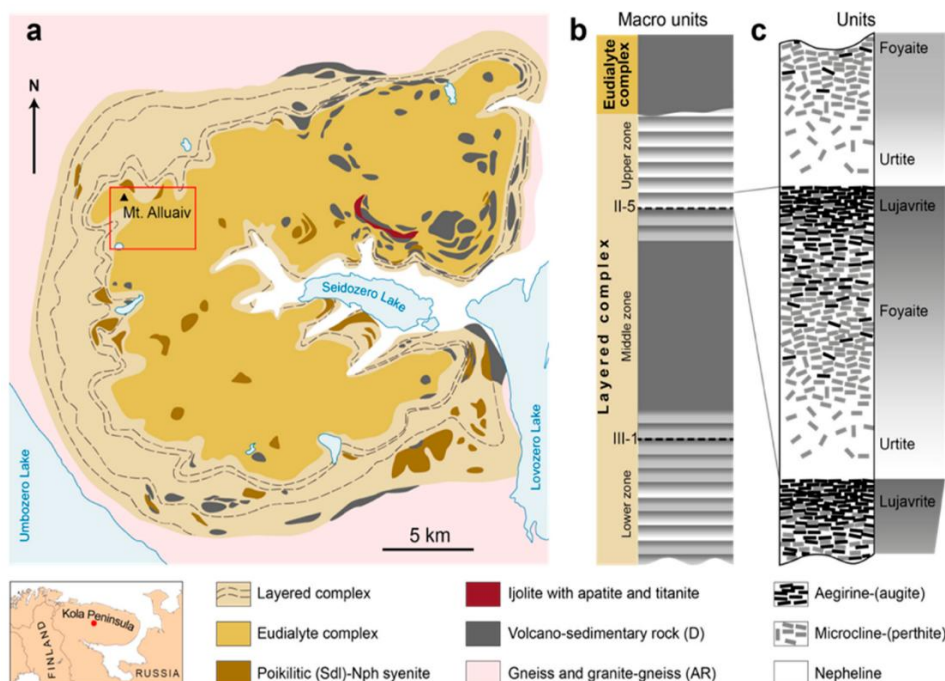 a
N
Mt. Alluaiv
Seidozero Lake
Umbozero Lake
Lovozero Lake
5 km
b
Macro units
Eudialyte
complex
Layered complex
Upper zone
Middle zone
Lower zone
II-5
III-1
c
Units
Foyaite
Urtite
Lujavrite
Foyaite
Urtite
Lujavrite
Kola Peninsula
FINLAND
RUSSIA
Layered complex
Eudialyte complex
Poikilitic (Sdl)-Nph syenite
Ijolite with apatite and titanite
Volcano-sedimentary rock (D)
Gneiss and granite-gneiss (AR)
Aegirine-(augite)
Microcline-(perthite)
Nepheline